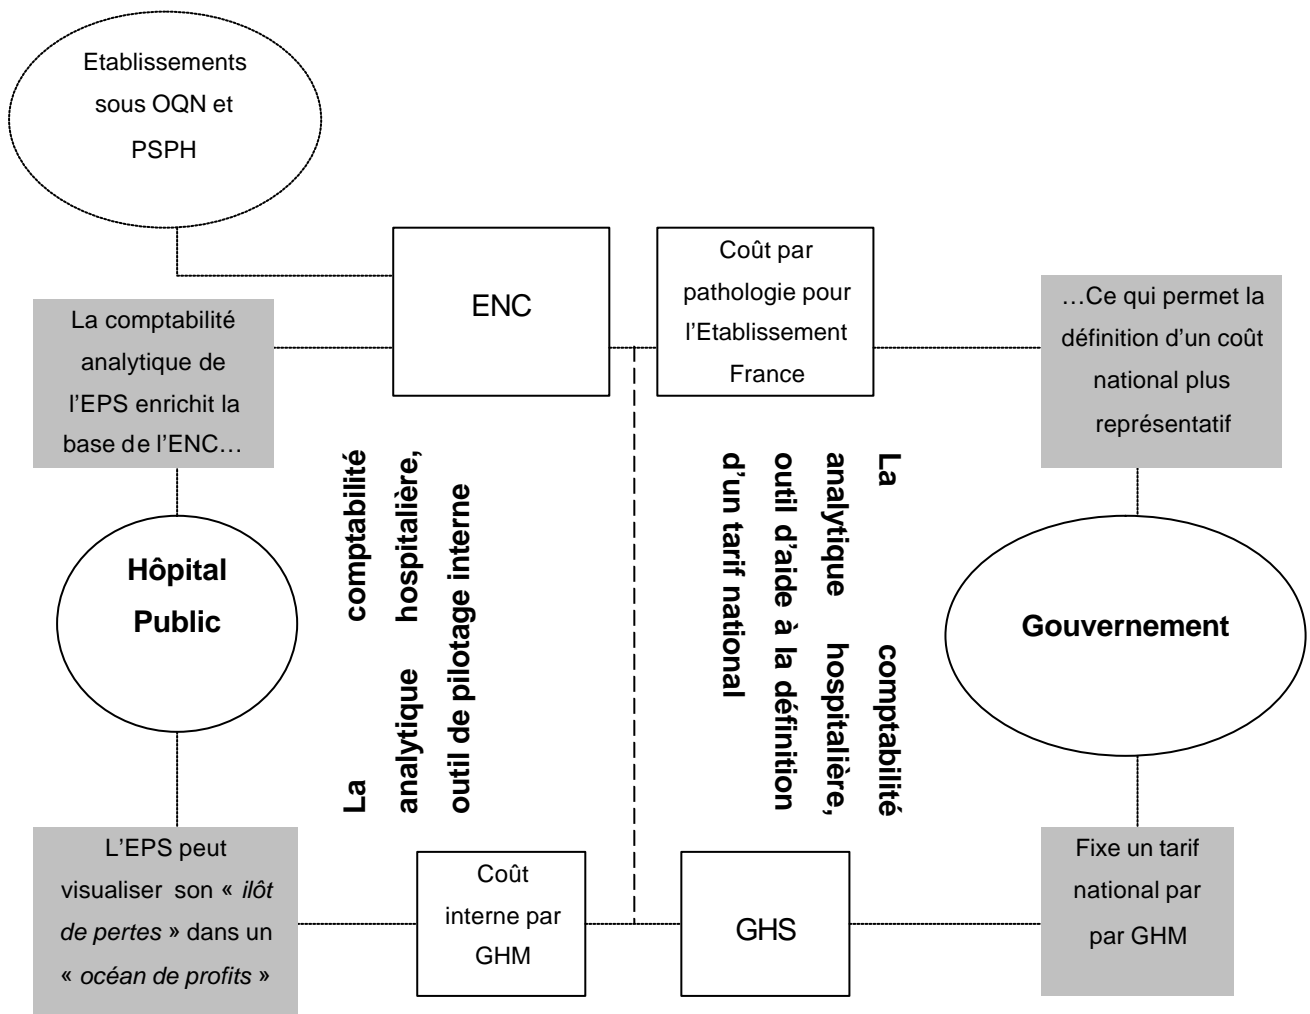 Etablissements
sous OQN et
PSPH
ENC
Coût par
pathologie pour
l'Etablissement
France
…Ce qui permet la
définition d'un coût
national plus
représentatif
La comptabilité
analytique de
l'EPS enrichit la
base de l'ENC…
Hôpital
Public
La comptabilité
analytique hospitalière,
outil de pilotage interne
La comptabilité
analytique hospitalière,
outil d'aide à la définition
d'un tarif national
Gouvernement
L'EPS peut
visualiser son « ilôt
de pertes » dans un
« océan de profits »
Coût
interne par
GHM
GHS
Fixe un tarif
national par
par GHM